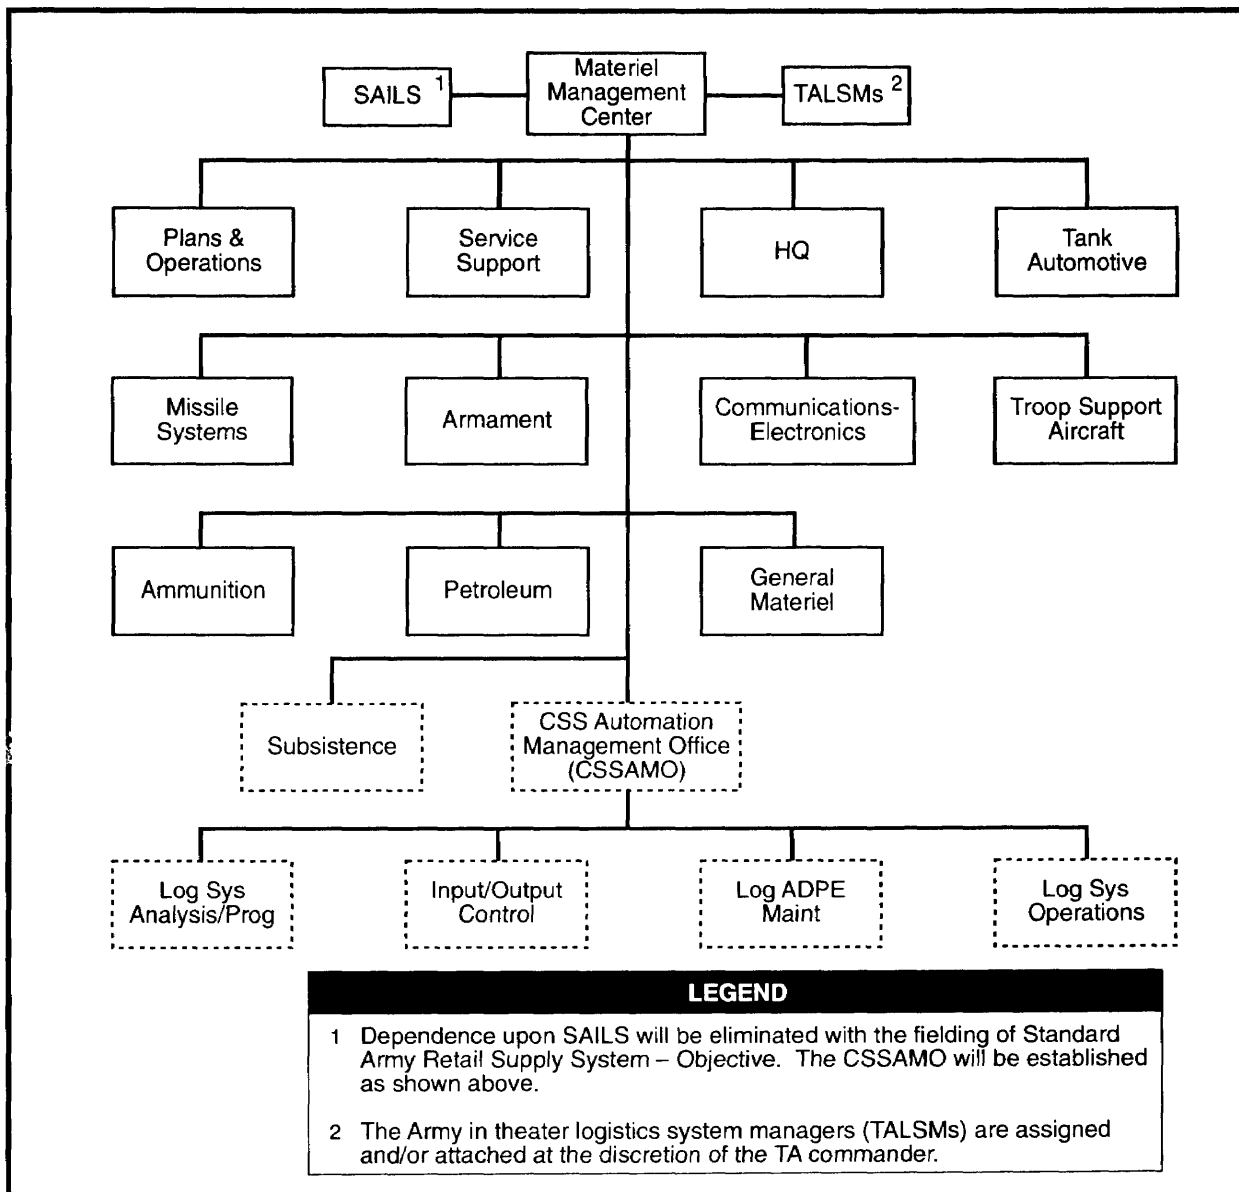 SAILS 1
Materiel
Management
Center
TALSMs 2
Plans &
Operations
Service
Support
HQ
Tank
Automotive
Missile
Systems
Armament
Communications-
Electronics
Troop Support
Aircraft
Ammunition
Petroleum
General
Materiel
Subsistence
CSS Automation
Management Office
(CSSAMO)
Log Sys
Analysis/Prog
Input/Output
Control
Log ADPE
Maint
Log Sys
Operations
LEGEND
1 Dependence upon SAILS will be eliminated with the fielding of Standard
Army Retail Supply System – Objective. The CSSAMO will be established
as shown above.
2 The Army in theater logistics system managers (TALSMs) are assigned
and/or attached at the discretion of the TA commander.